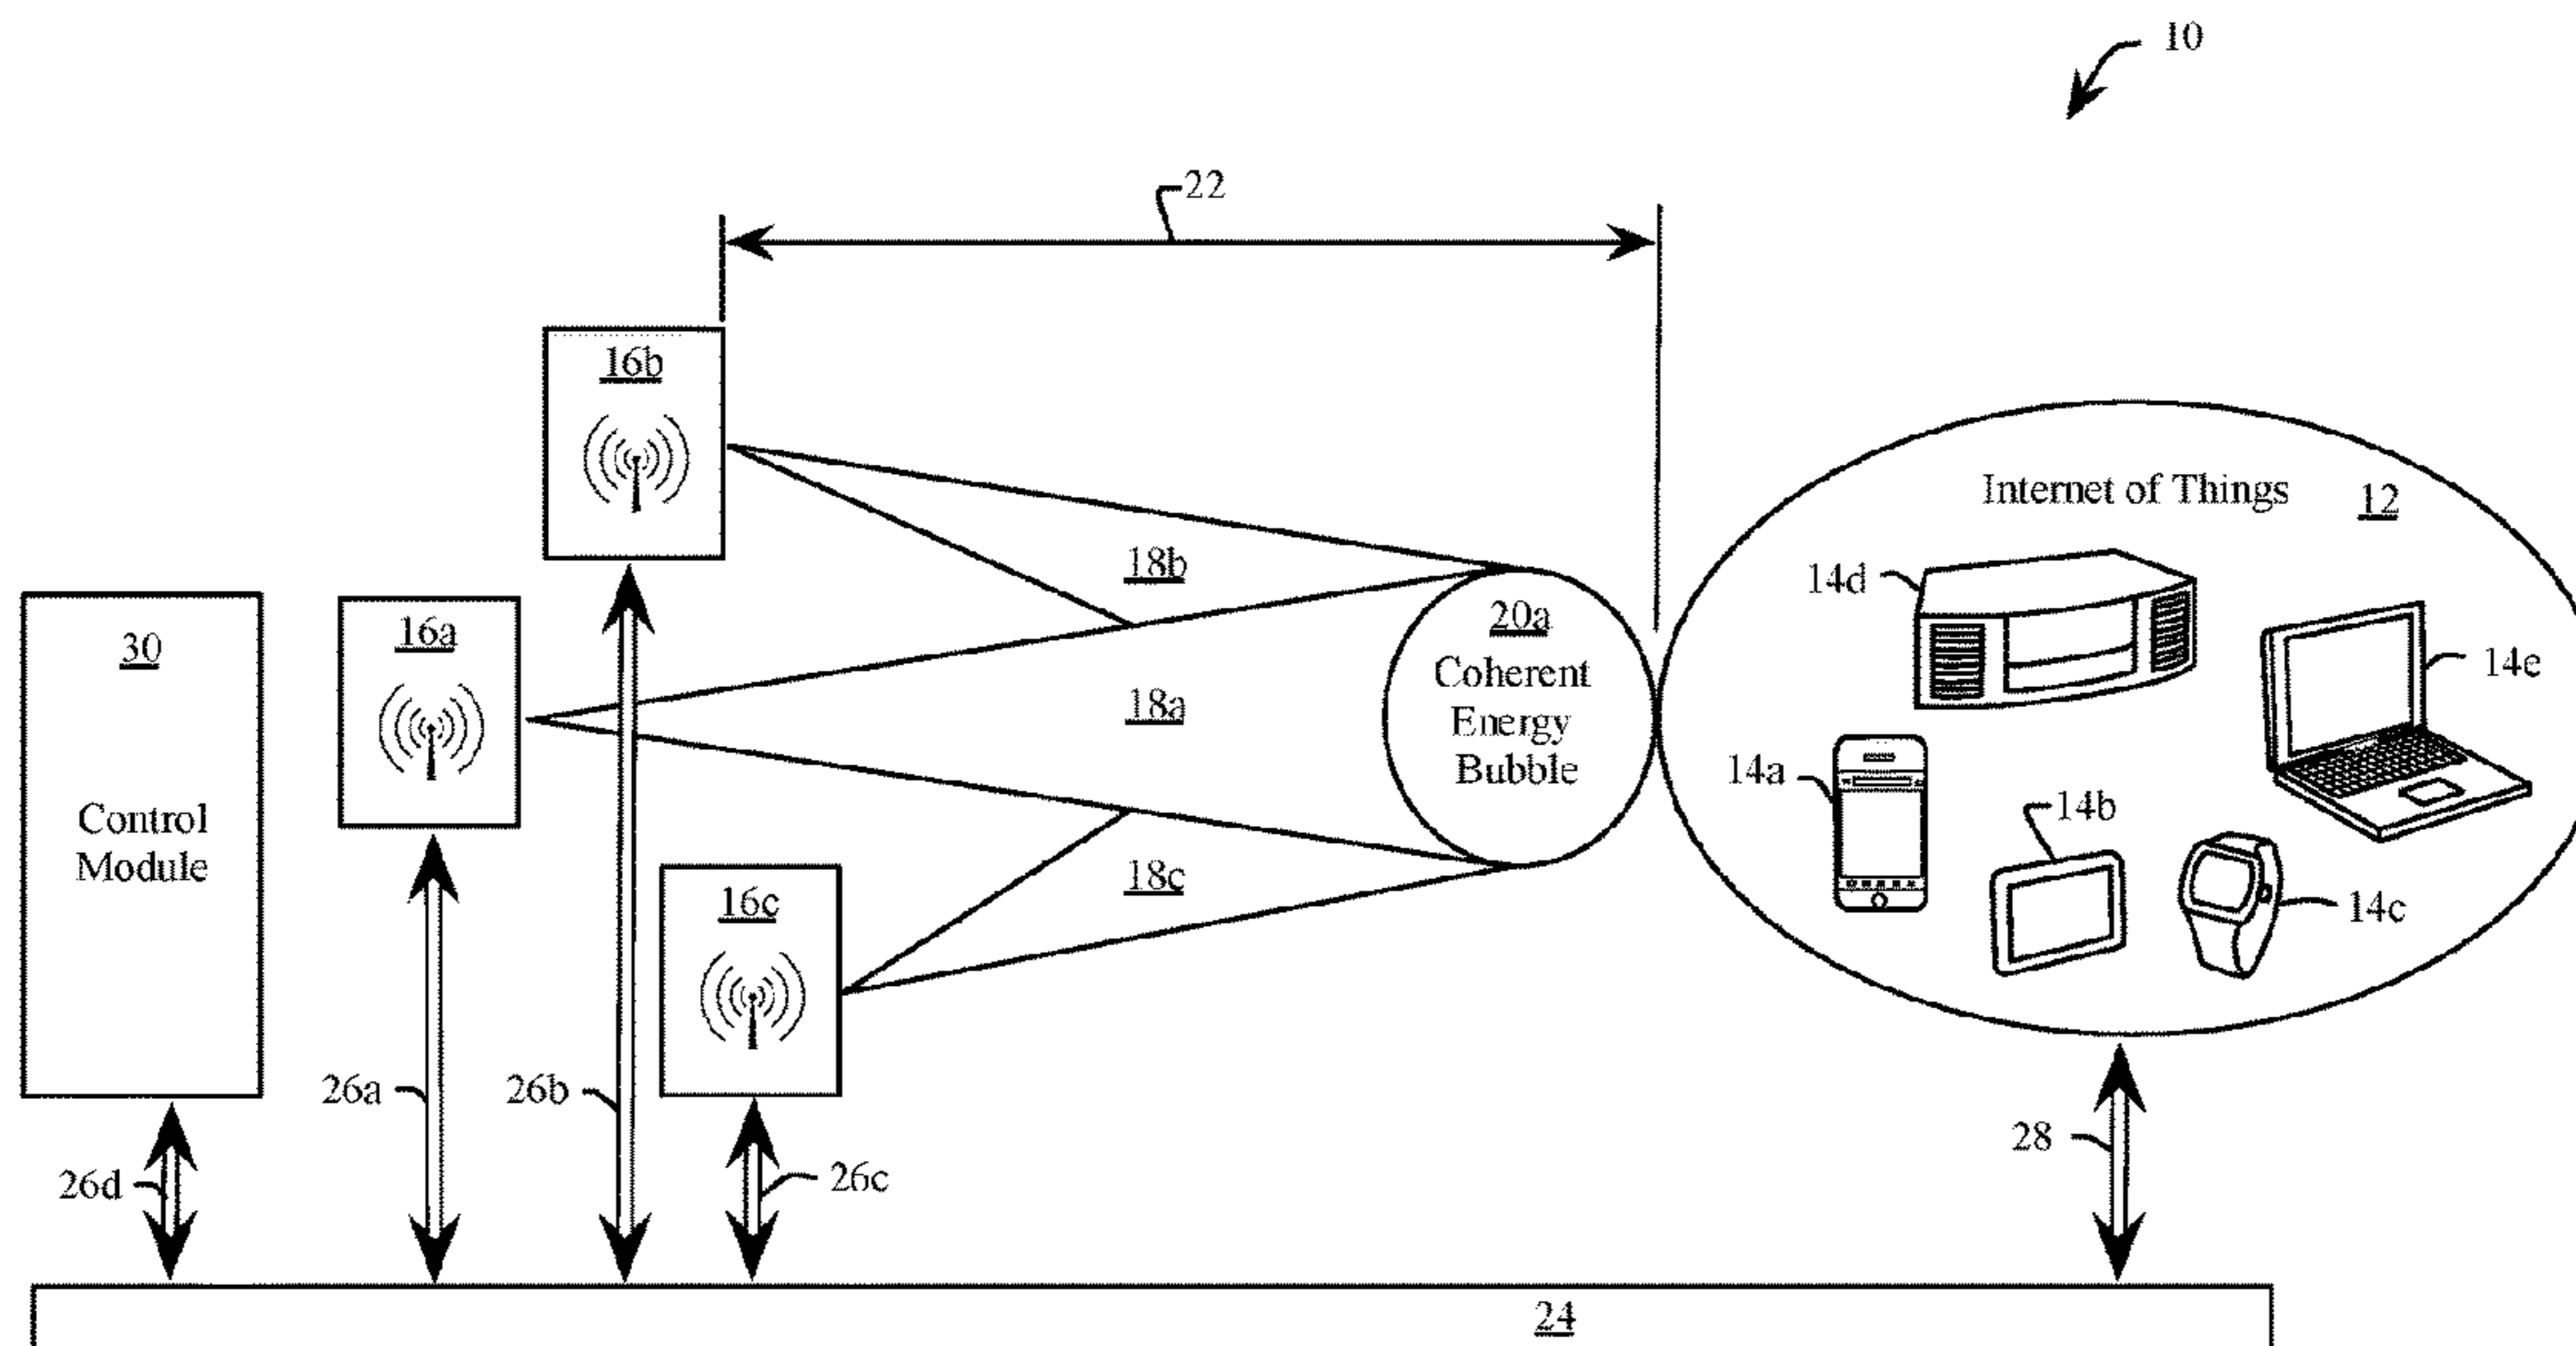 10
22
16b
Internet of Things
12
18b
14d
20a
16a
30
Coherent
Energy
Bubble
14e
18a
14a
Control
Module
14b
18c
16c
14c
26a
26b
28
26d
26c
24